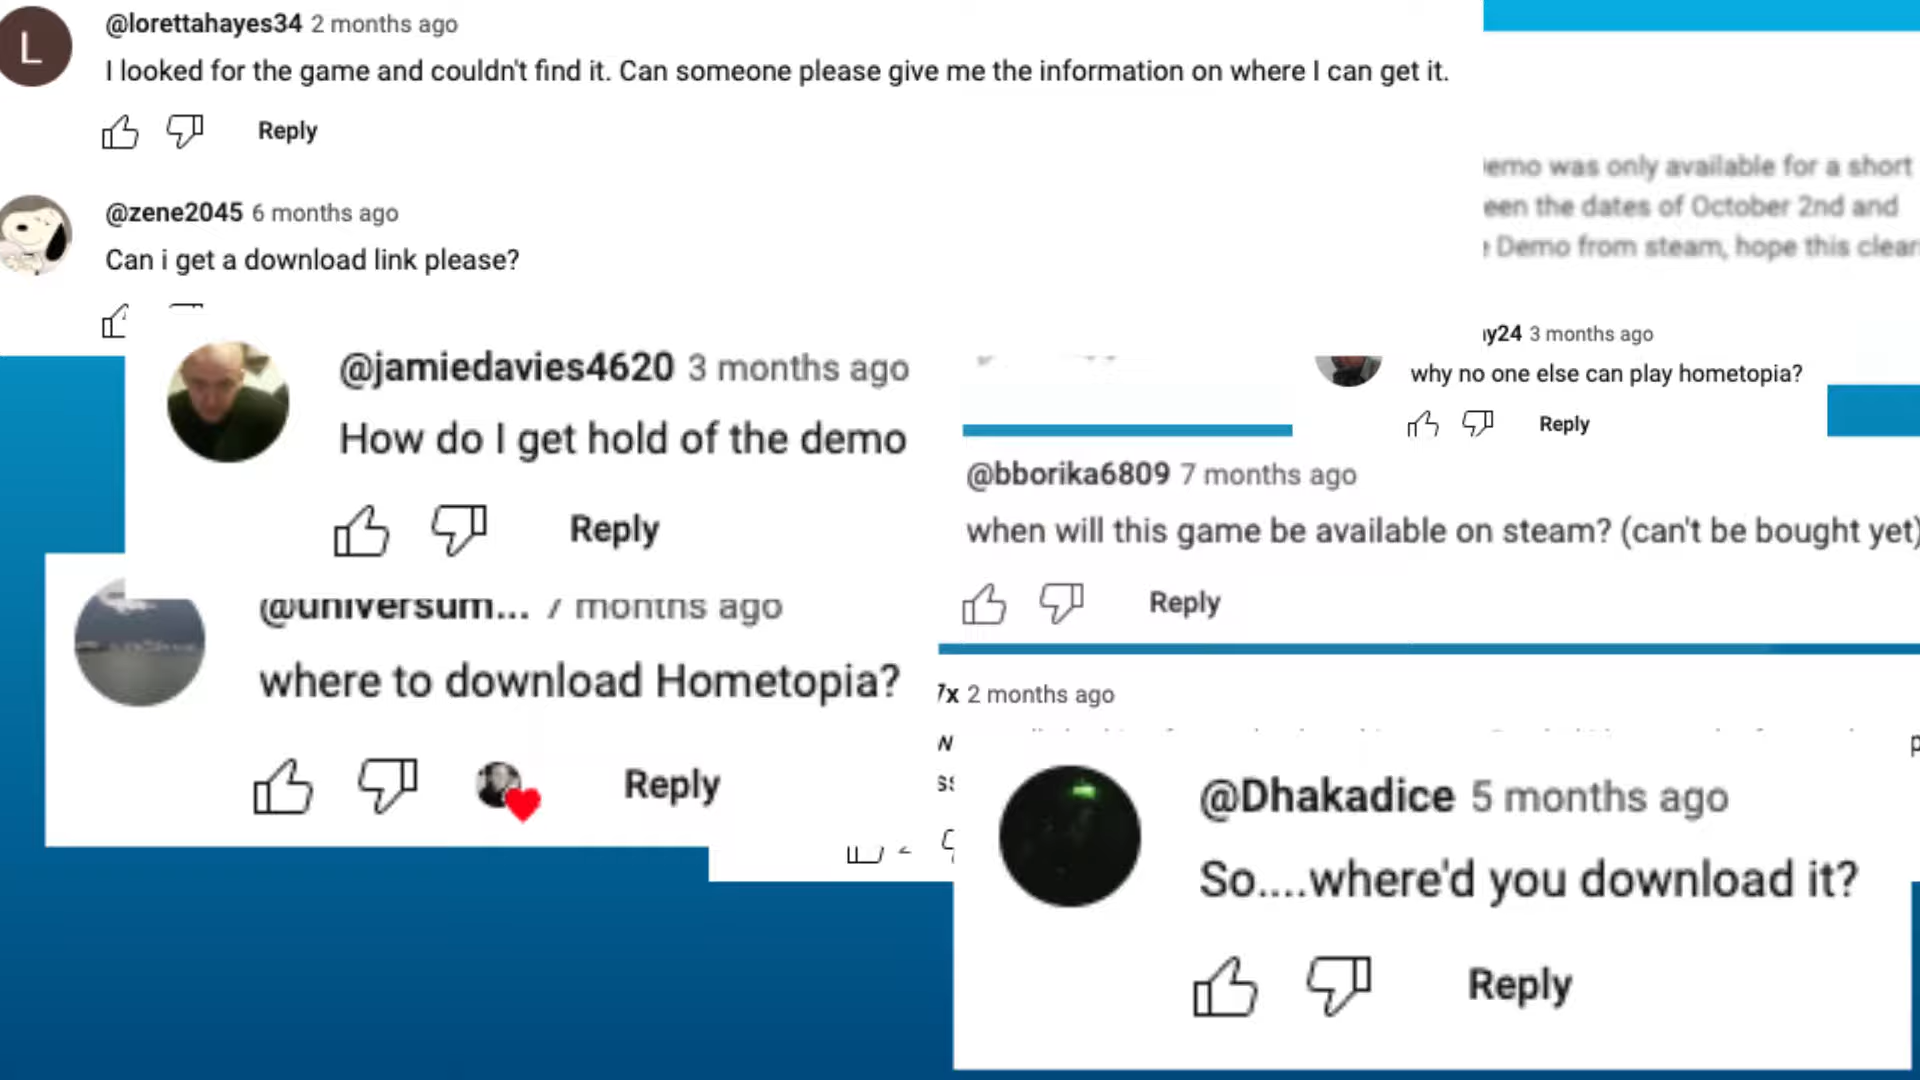 L
@lorettahayes34 2 months ago
I looked for the game and couldn't find it. Can someone please give me the information on where I can get it.
Reply
@zene2045 6 months ago
Can i get a download link please?
emo was only available for a short
een the dates of October 2nd and
Demo from steam, hope this clear
y24 3 months ago
why no one else can play hometopia?
Reply
@jamiedavies4620 3 months ago
How do I get hold of the demo
Reply
@bborika6809 7 months ago
when will this game be available on steam? (can't be bought yet)
Reply
@universum... 7 months ago
where to download Hometopia?
Reply
7x 2 months ago
@Dhakadice 5 months ago
So....where'd you download it?
Reply